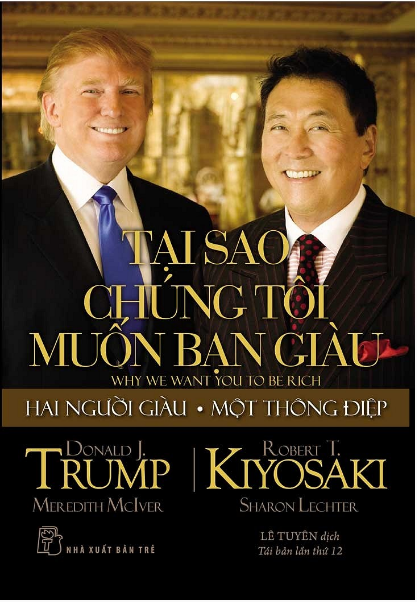 TẠI SAO
CHÚNG TÔI
MUỐN BẠN GIÀU
WHY WE WANT YOU TO BE RICH
HAI NGƯỜI GIÀU • MỘT THÔNG ĐIỆP
DONALD J.
TRUMP
MEREDITH MCIVER
ROBERT T.
KIYOSAKI
SHARON LECHTER
NHÀ XUẤT BẢN TRẺ
LÊ TUYÊN dịch
Tái bản lần thứ 12